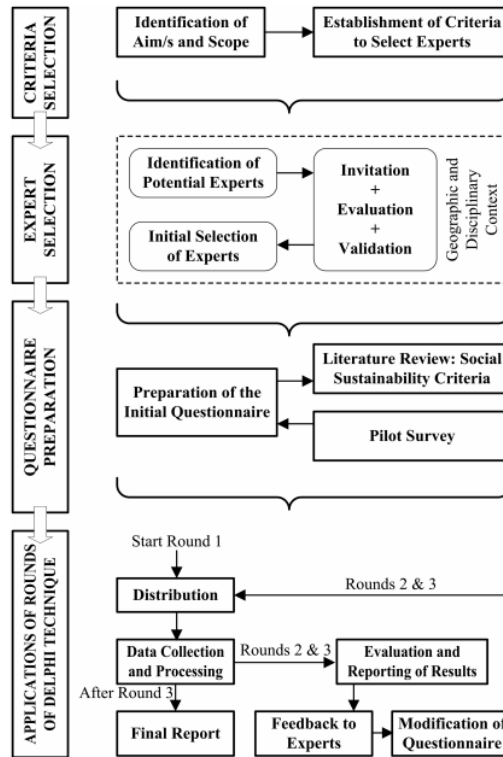 CRITERIA
SELECTION
Identification of
Aim/s and Scope
Establishment of Criteria
to Select Experts
EXPERT
SELECTION
Identification of
Potential Experts
Initial Selection
of Experts
Invitation
+
Evaluation
+
Validation
Geographic and
Disciplinary
Context
QUESTIONNAIRE
PREPARATION
Preparation of the
Initial Questionnaire
Literature Review: Social
Sustainability Criteria
Pilot Survey
APPLICATIONS OF ROUNDS
OF DELPHI TECHNIQUE
Start Round 1
Distribution
Rounds 2 & 3
Data Collection
and Processing
Rounds 2 & 3
Evaluation and
Reporting of Results
After Round 3
Final Report
Feedback to
Experts
Modification of
Questionnaire